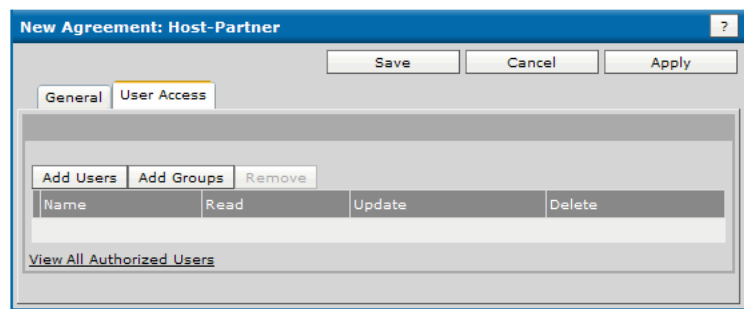 New Agreement: Host-Partner ?
Save Cancel Apply
General User Access
Add Users Add Groups Remove
Name Read Update Delete
View All Authorized Users